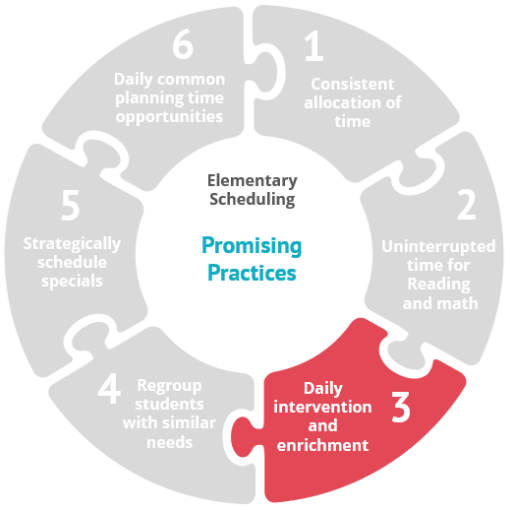 Elementary
Scheduling
Promising
Practices
1
Consistent
allocation of
time
2
Uninterrupted
time for
Reading
and math
3
Daily
intervention
and
enrichment
4
Regroup
students
with similar
needs
5
Strategically
schedule
specials
6
Daily common
planning time
opportunities